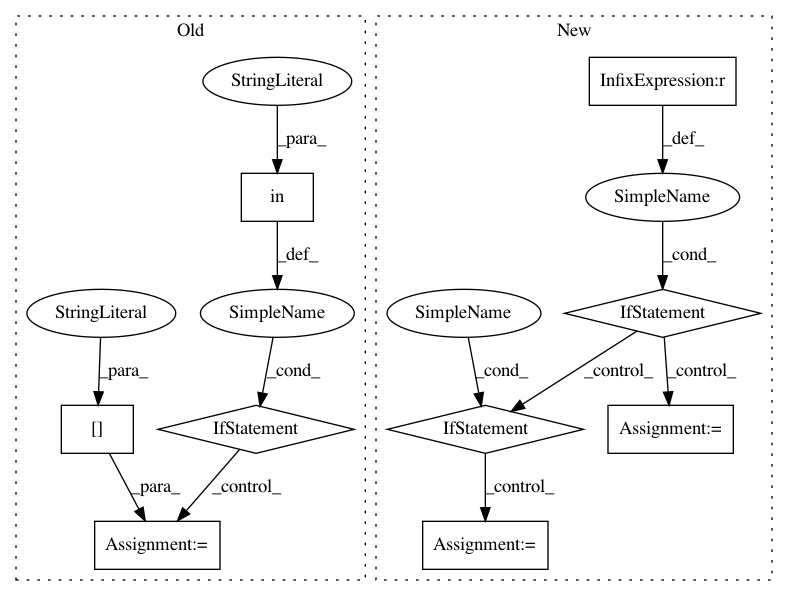 Old
New
StringLiteral
InfixExpression:r
_para_
_def_
in
SimpleName
_def_
_cond_
StringLiteral
SimpleName
SimpleName
IfStatement
_para_
_cond_
_cond_
_control_
_control_
[]
IfStatement
IfStatement
Assignment:=
_para_
_control_
_control_
Assignment:=
Assignment:=